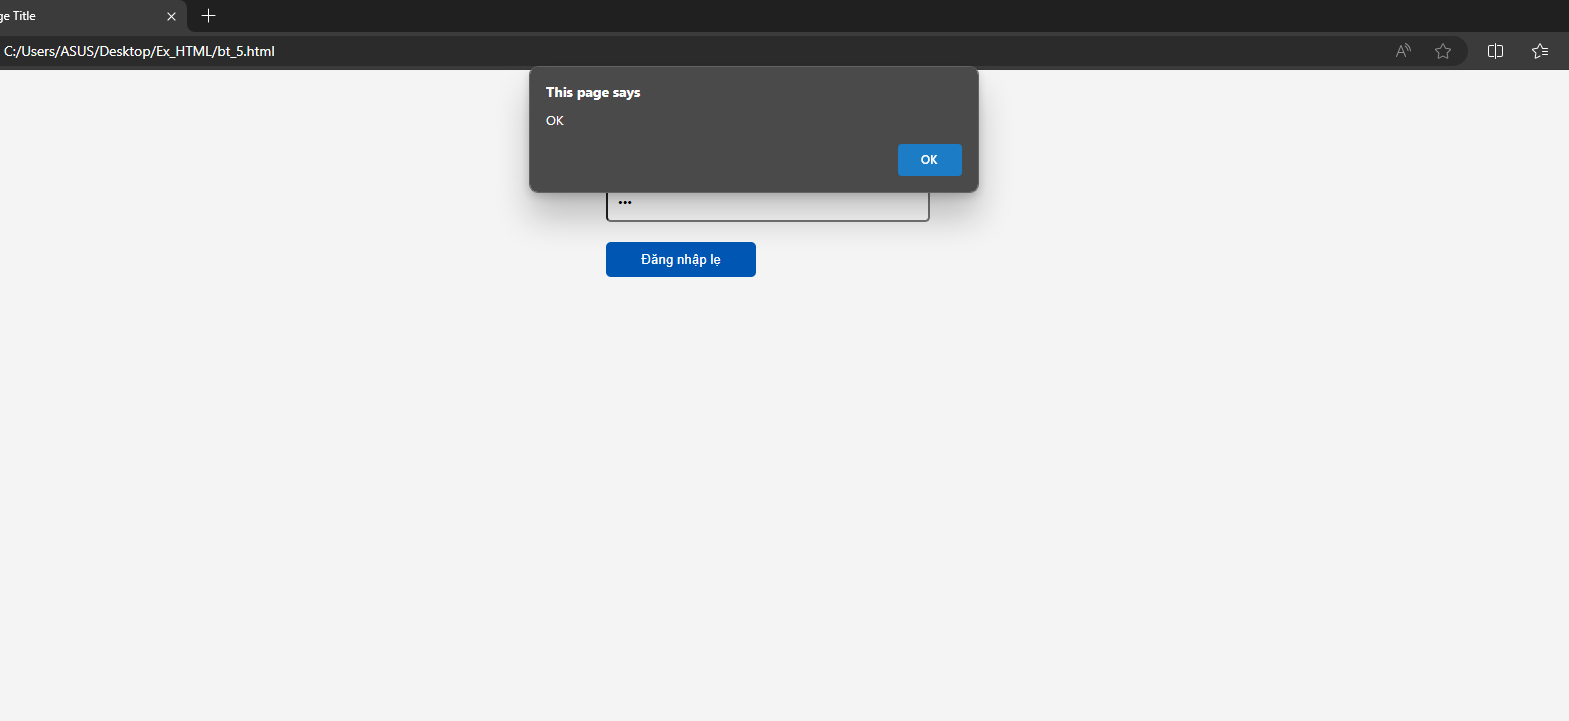 ge Title
C:/Users/ASUS/Desktop/Ex_HTML/bt_5.html
This page says
OK
OK
Đăng nhập lẹ